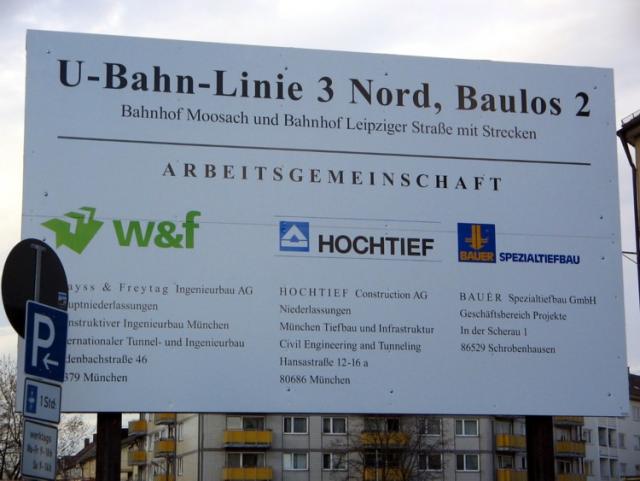 U-Bahn-Linie 3 Nord, Baulos 2
Bahnhof Moosach und Bahnhof Leipziger Straße mit Strecken
ARBEITSGEMEINSCHAFT
w&f
ayss & Freytag Ingenieurbau AG
uptniederlassungen
nstruktiver Ingenieurbau München
ernationaler Tunnel- und Ingenieurbau
denbachstraße 46
379 München
HOCHTIEF
HOCHTIEF Construction AG
Niederlassungen
München Tiefbau und Infrastruktur
Civil Engineering and Tunneling
Hansastraße 12-16 a
80686 München
BAUER SPEZIALTIEFBAU
BAUER Spezialtiefbau GmbH
Geschäftsbereich Projekte
In der Scherau 1
86529 Schrobenhausen
P
1 Std
werktags